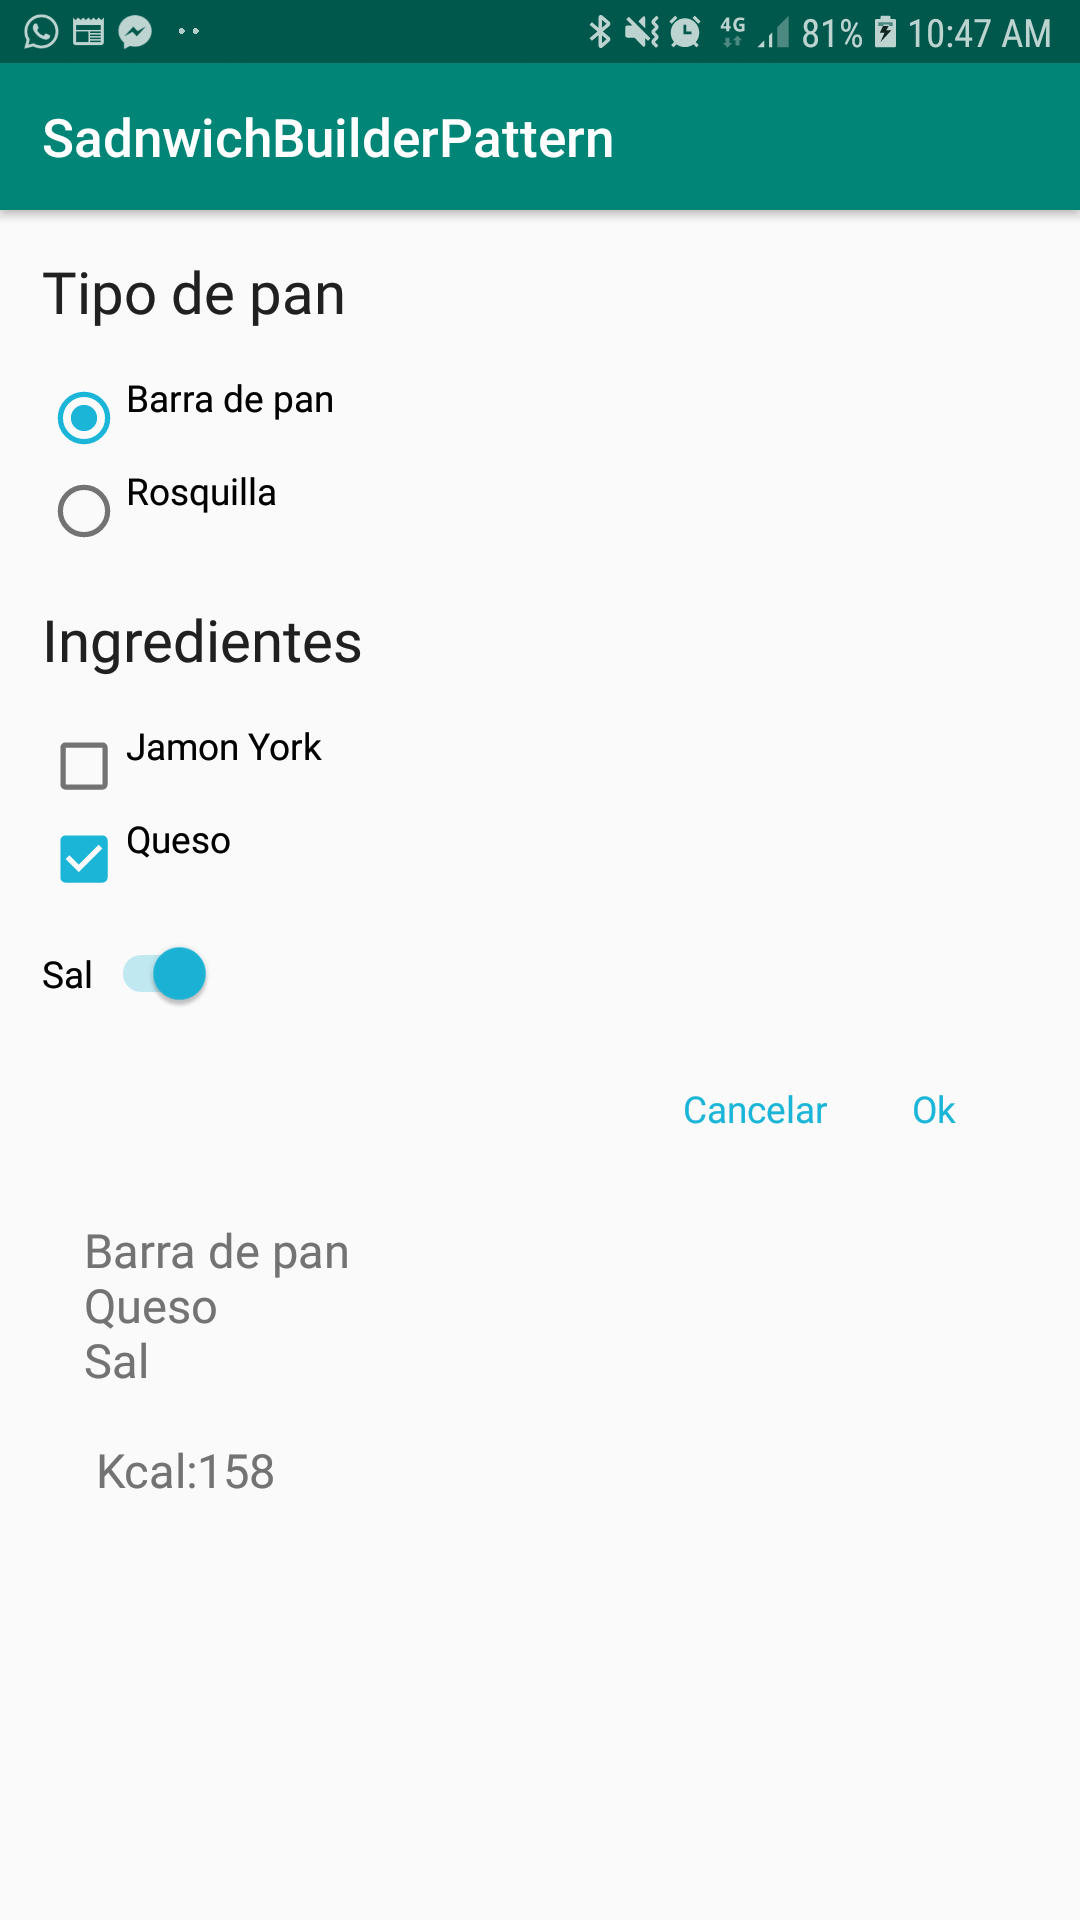 4G 81% 10:47 AM
SadnwichBuilderPattern
Tipo de pan
Barra de pan
Rosquilla
Ingredientes
Jamon York
Queso
Sal
Cancelar Ok
Barra de pan
Queso
Sal
Kcal:158